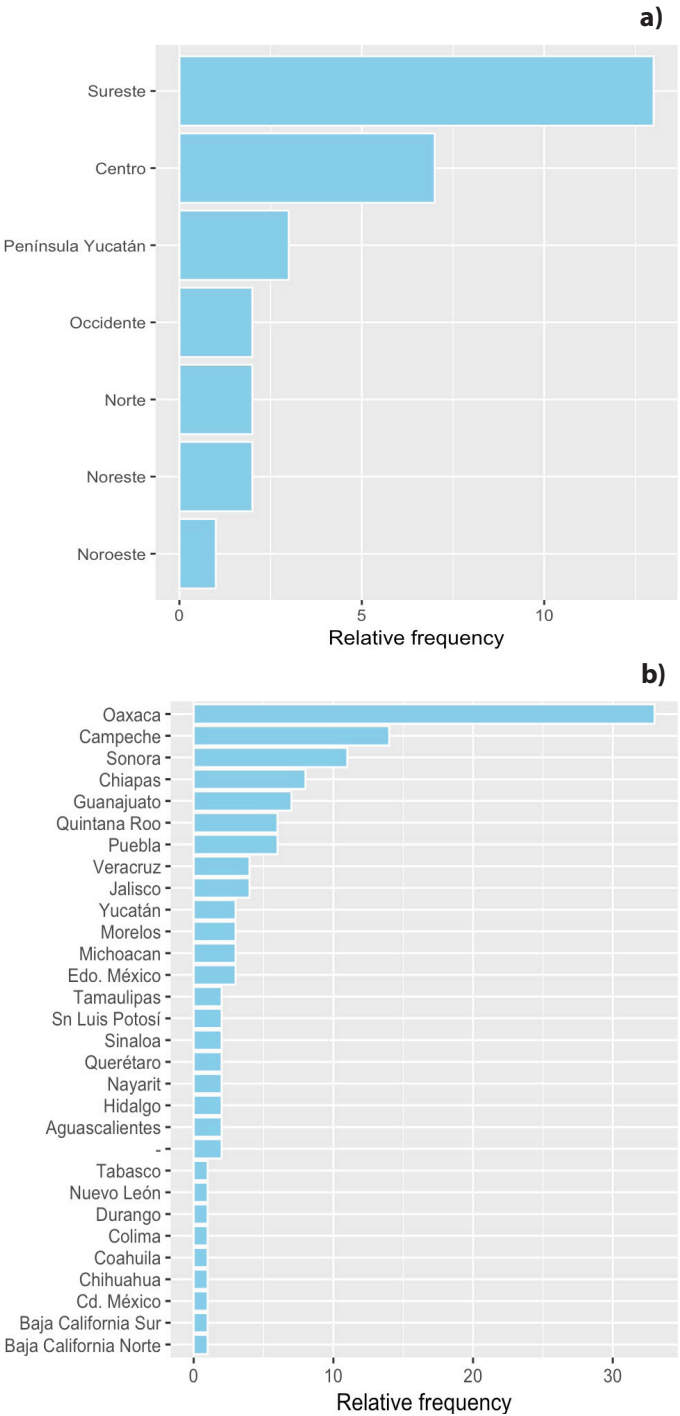 a)
Sureste
Centro
Península Yucatán
Occidente
Norte
Noreste
Noroeste
0 5 10
Relative frequency
b)
Oaxaca
Campeche
Sonora
Chiapas
Guanajuato
Quintana Roo
Puebla
Veracruz
Jalisco
Yucatán
Morelos
Michoacan
Edo. México
Tamaulipas
Sn Luis Potosí
Sinaloa
Querétaro
Nayarit
Hidalgo
Aguascalientes
-
Tabasco
Nuevo León
Durango
Colima
Coahuila
Chihuahua
Cd. México
Baja California Sur
Baja California Norte
0 10 20 30
Relative frequency